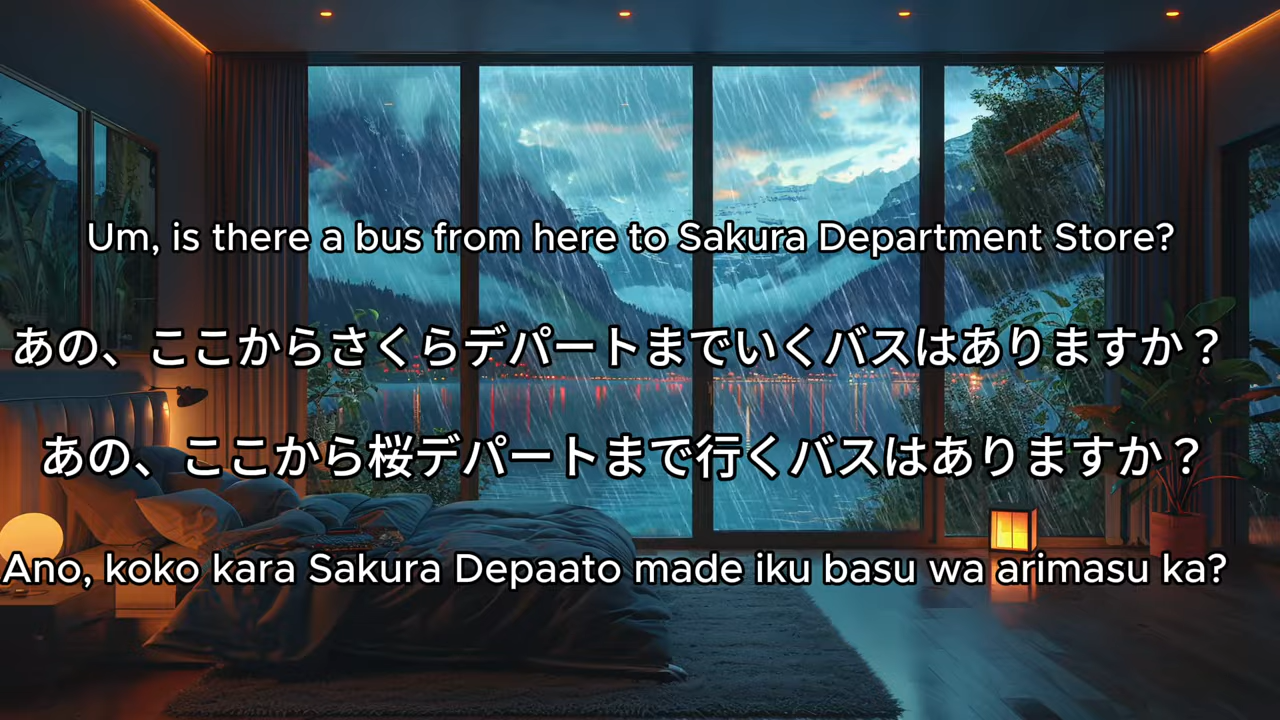 Um, is there a bus from here to Sakura Department Store?
あの、ここからさくらデパートまでいくバスはありますか？
あの、ここから桜デパートまで行くバスはありますか？
Ano, koko kara Sakura Depaato made iku basu wa arimasu ka?